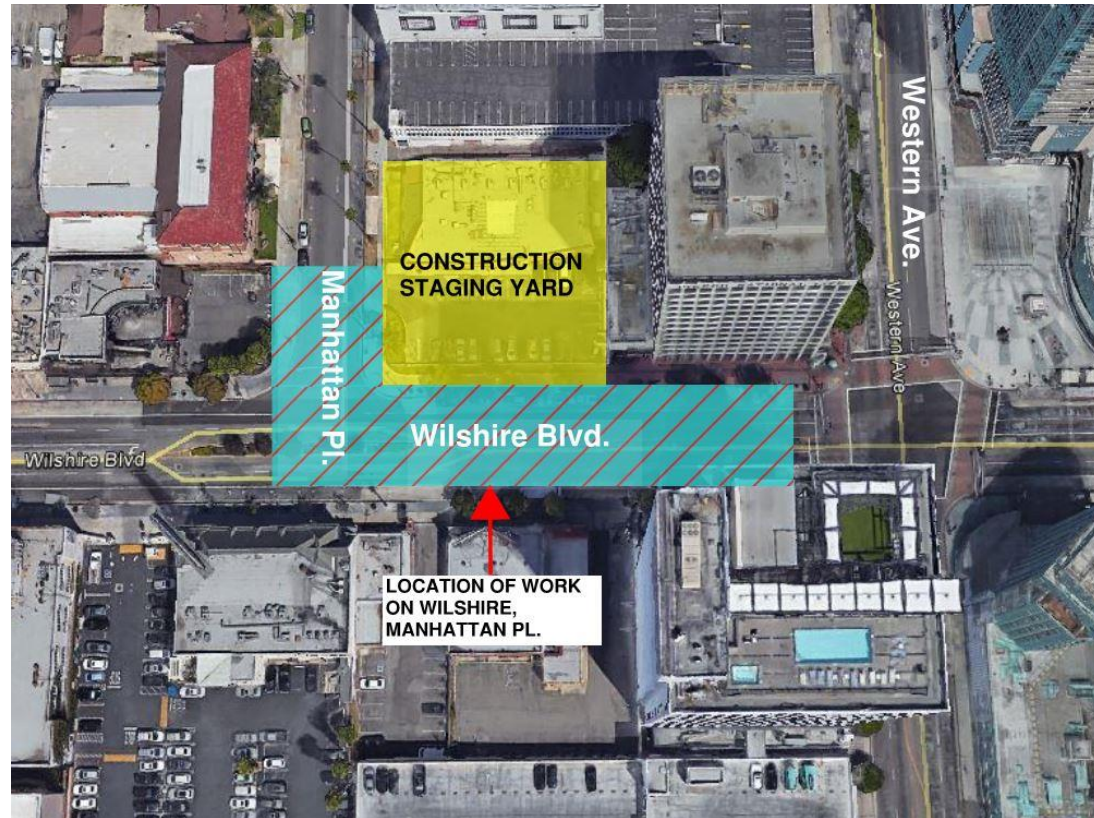 Western Ave.
CONSTRUCTION
STAGING YARD
Manhattan Pl.
Western Ave
Wilshire Blvd.
Wilshire Blvd
LOCATION OF WORK
ON WILSHIRE,
MANHATTAN PL.